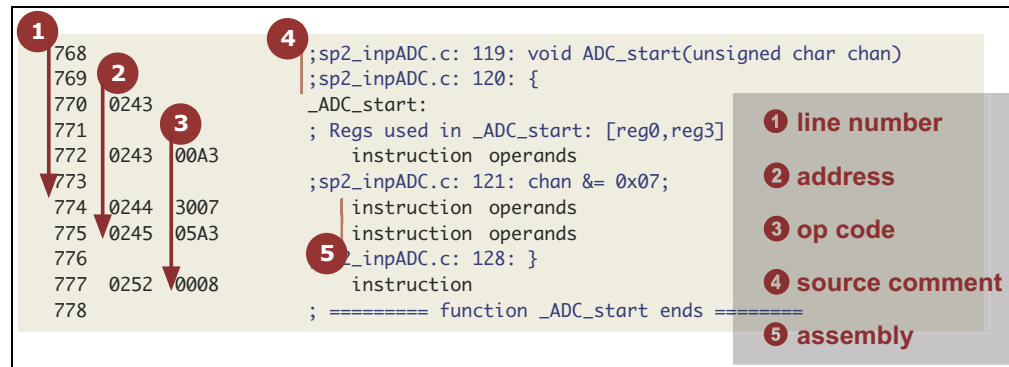 1
2
3
4
5
768 ;sp2_inpADC.c: 119: void ADC_start(unsigned char chan)
769 ;sp2_inpADC.c: 120: {
770 0243 _ADC_start:
771 ; Regs used in _ADC_start: [reg0,reg3]
772 0243 00A3 instruction operands
773 ;sp2_inpADC.c: 121: chan &= 0x07;
774 0244 3007 instruction operands
775 0245 05A3 instruction operands
776 2_inpADC.c: 128: }
777 0252 0008 instruction
778 ; ========= function _ADC_start ends ========
1 line number
2 address
3 op code
4 source comment
5 assembly